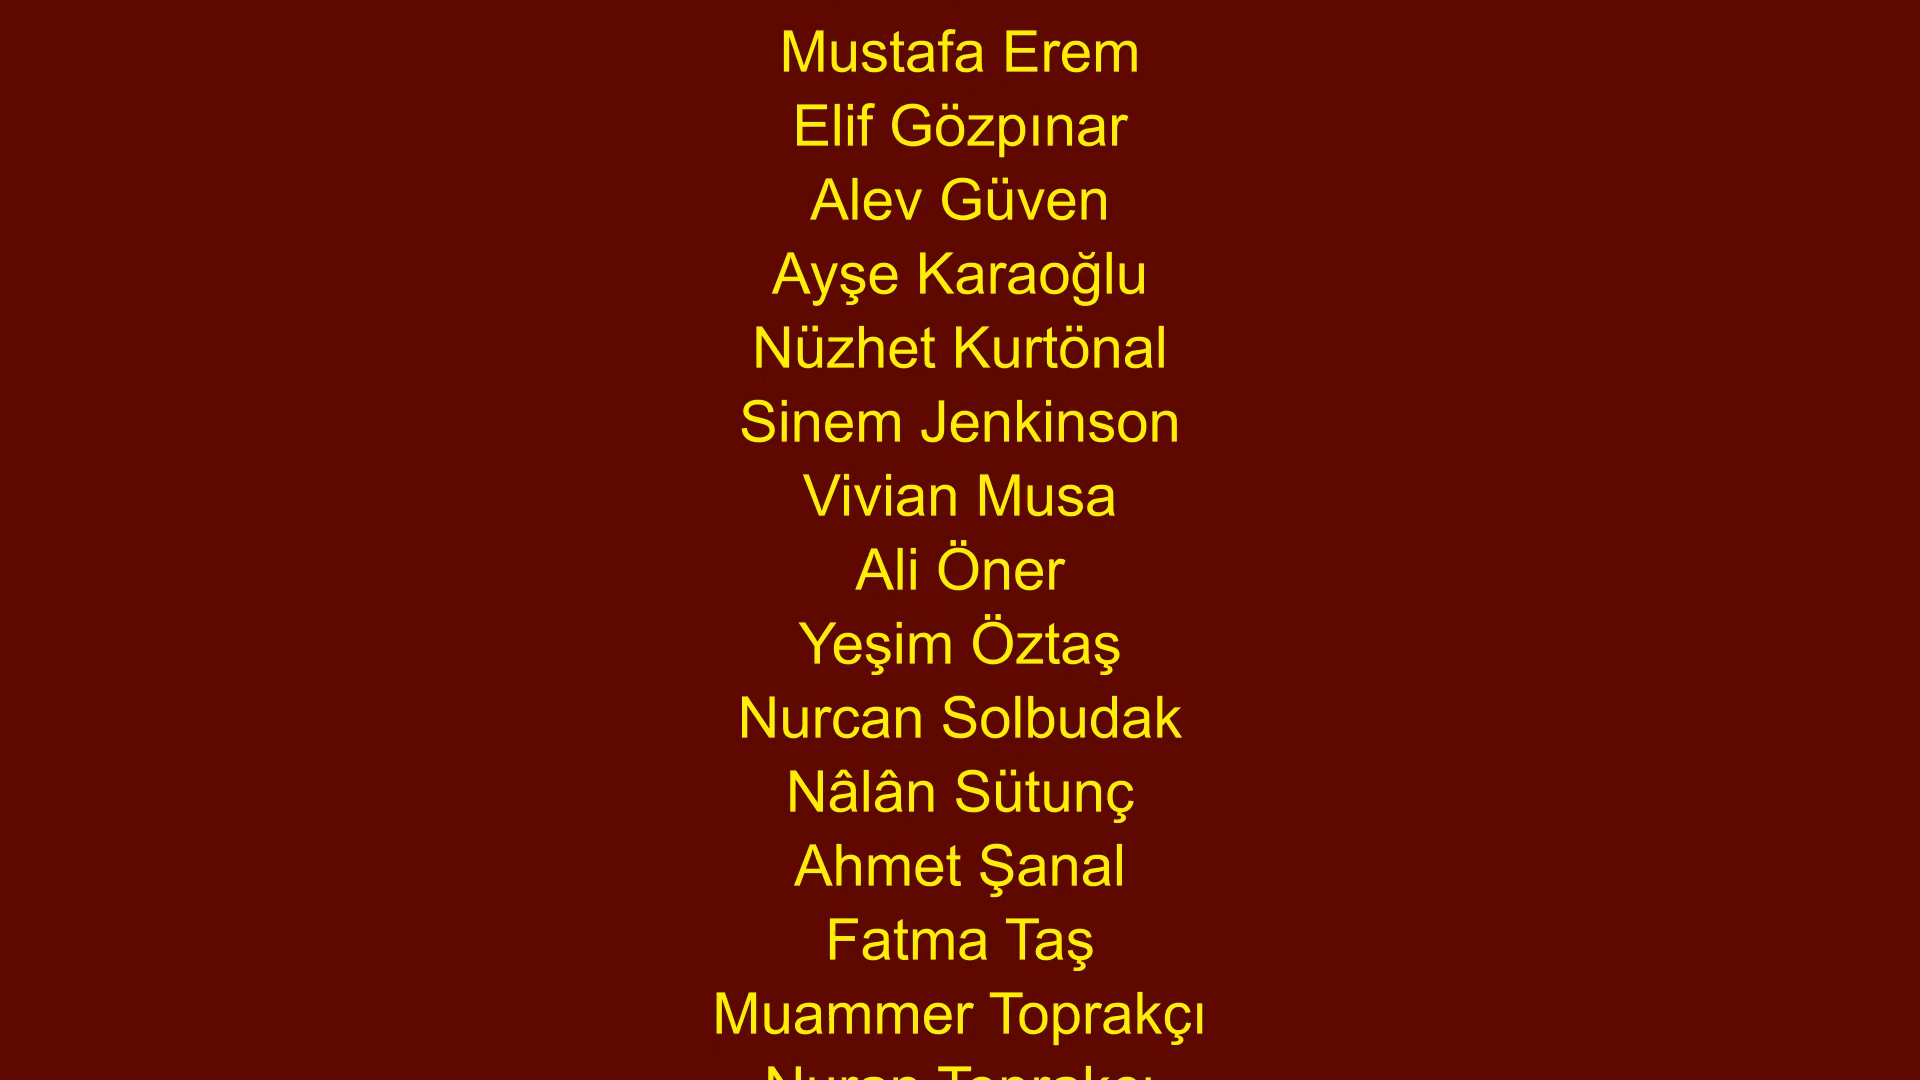 Mustafa Erem
Elif Gözpınar
Alev Güven
Ayşe Karaoğlu
Nüzhet Kurtönal
Sinem Jenkinson
Vivian Musa
Ali Öner
Yeşim Öztaş
Nurcan Solbudak
Nâlân Sütunç
Ahmet Şanal
Fatma Taş
Muammer Toprakçı